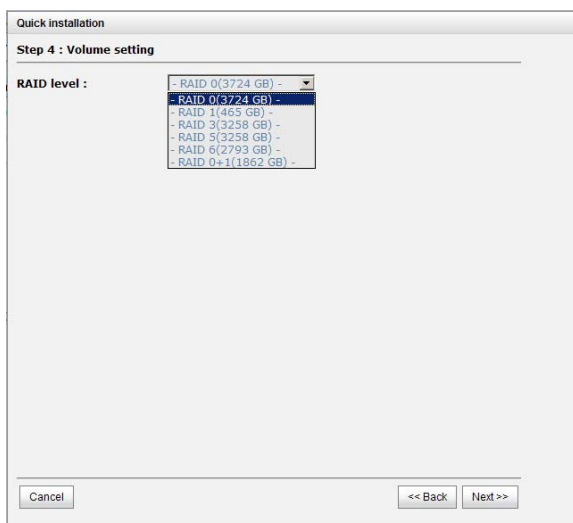 Quick installation
Step 4 : Volume setting
RAID level :
- RAID 0(3724 GB) -
- RAID 0(3724 GB) -
- RAID 1(465 GB) -
- RAID 3(3258 GB) -
- RAID 5(3258 GB) -
- RAID 6(2793 GB) -
- RAID 0+1(1862 GB) -
Cancel
<< Back
Next >>